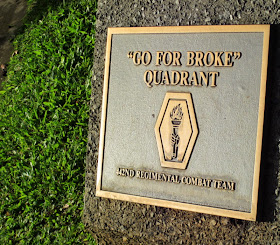 "GO FOR BROKE"
QUADRANT
442ND REGIMENTAL COMBAT TEAM